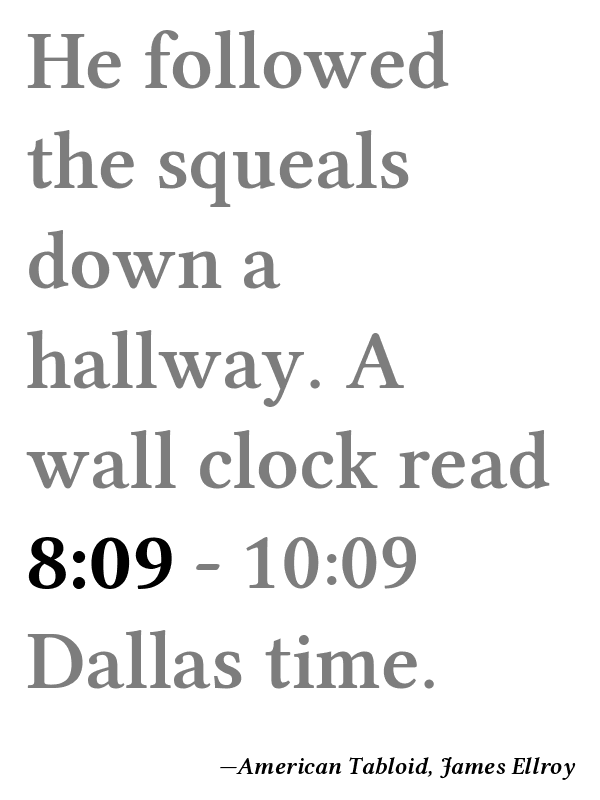 He followed
the squeals
down a
hallway. A
wall clock read
8:09 - 10:09
Dallas time.
—American Tabloid, James Ellroy